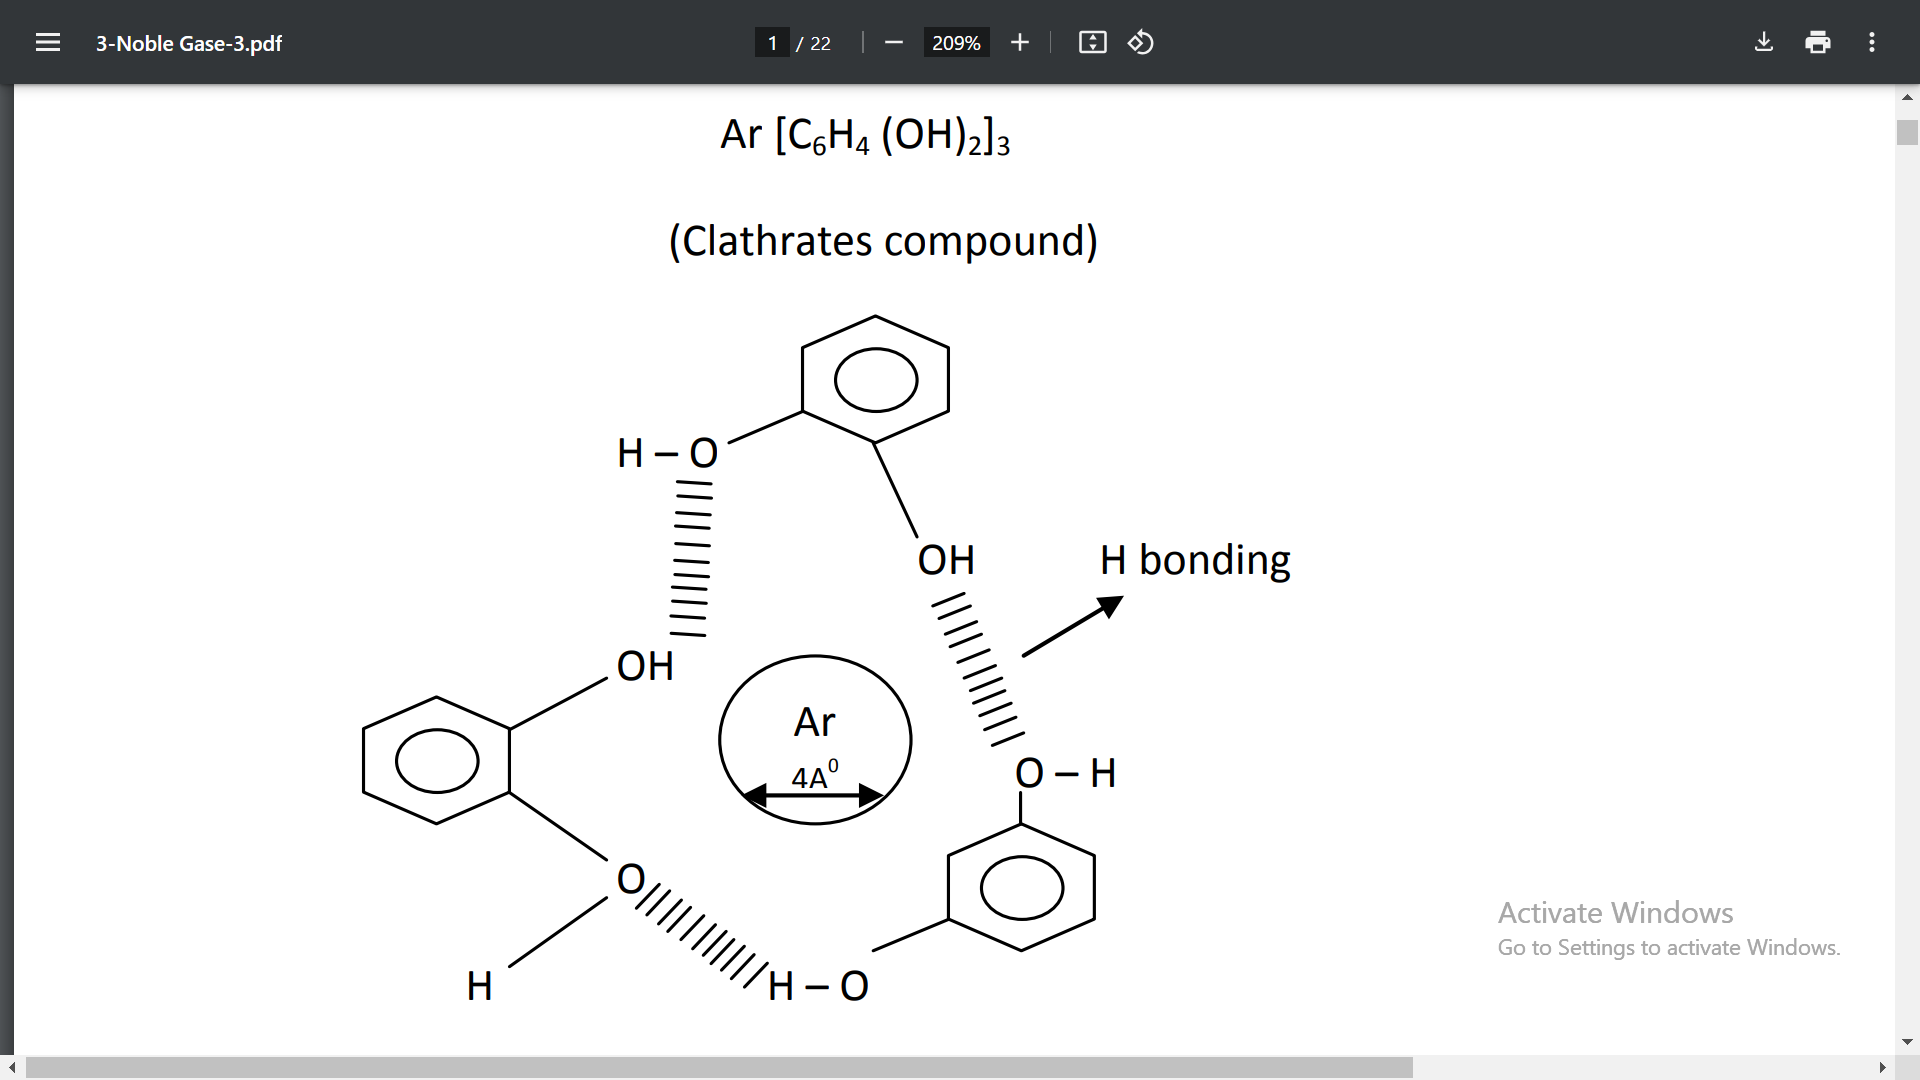 3-Noble Gase-3.pdf
1 / 22
209%
Ar [C₆H₄ (OH)₂]₃
(Clathrates compound)
H – O
OH
H bonding
OH
Ar
4A⁰
O – H
O
H
H – O
Activate Windows
Go to Settings to activate Windows.